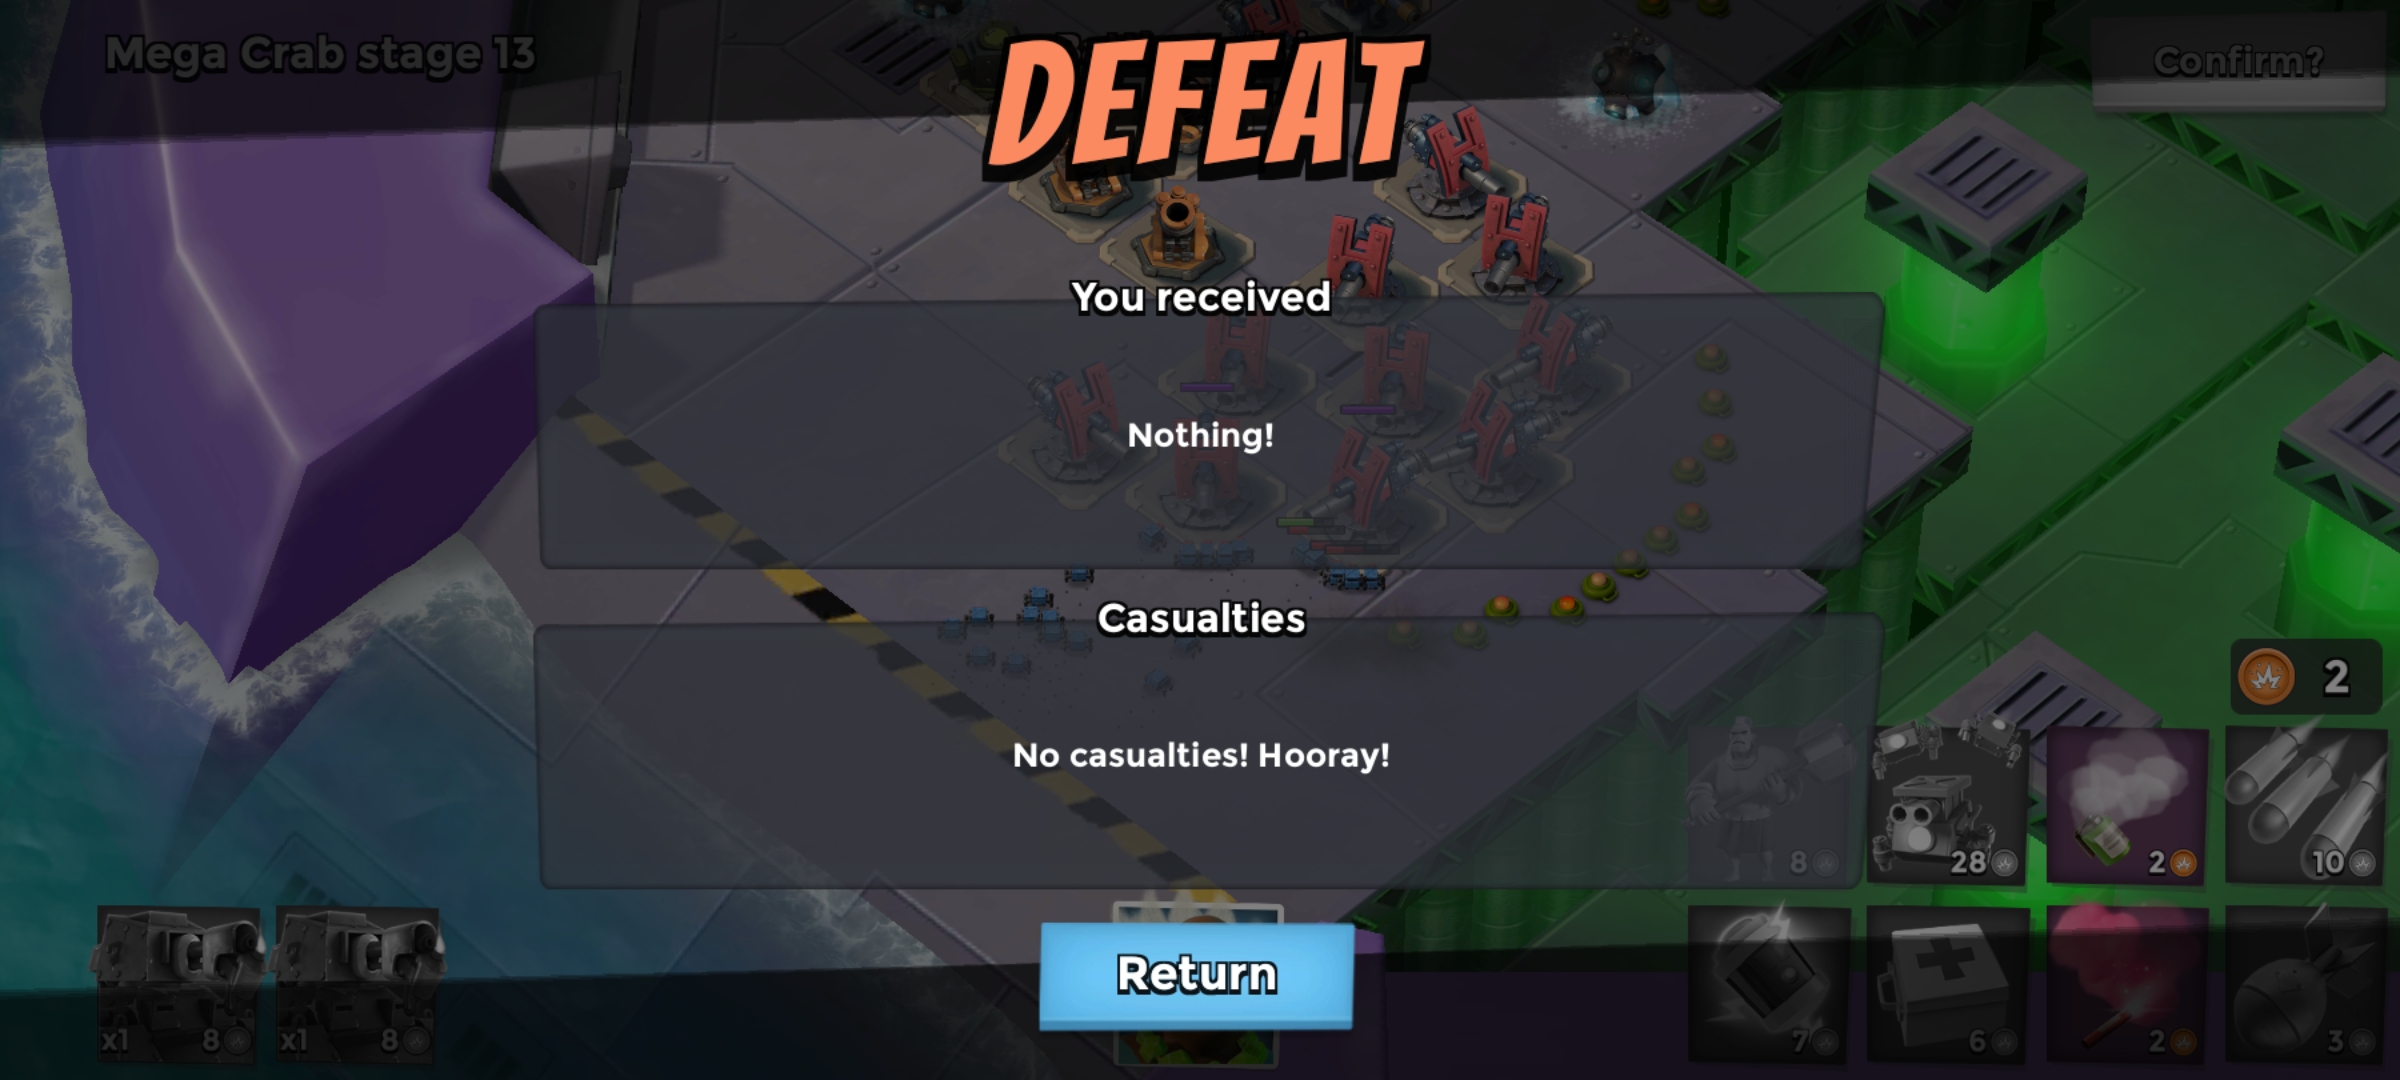 Mega Crab stage 13
DEFEAT
Confirm?
You received
Nothing!
Casualties
No casualties! Hooray!
2
8
28
2
10
x1 8
x1 8
Return
7
6
2
3